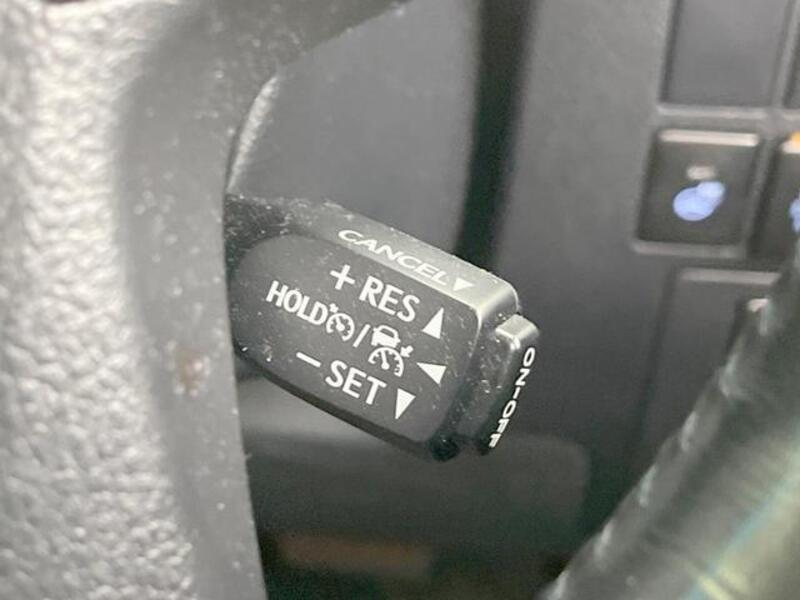 CANCEL
+ RES
HOLD /
- SET
ON-OFF